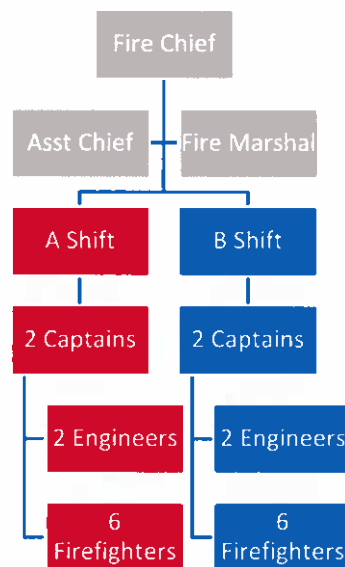 Fire Chief
Asst Chief
Fire Marshal
A Shift
B Shift
2 Captains
2 Captains
2 Engineers
2 Engineers
6
Firefighters
6
Firefighters